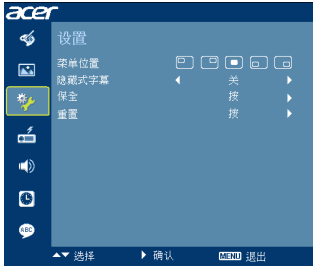 acer
设置
菜单位置
隐藏式字幕 关
保全 按
重置 按
ABC
选择 确认 MENU 退出